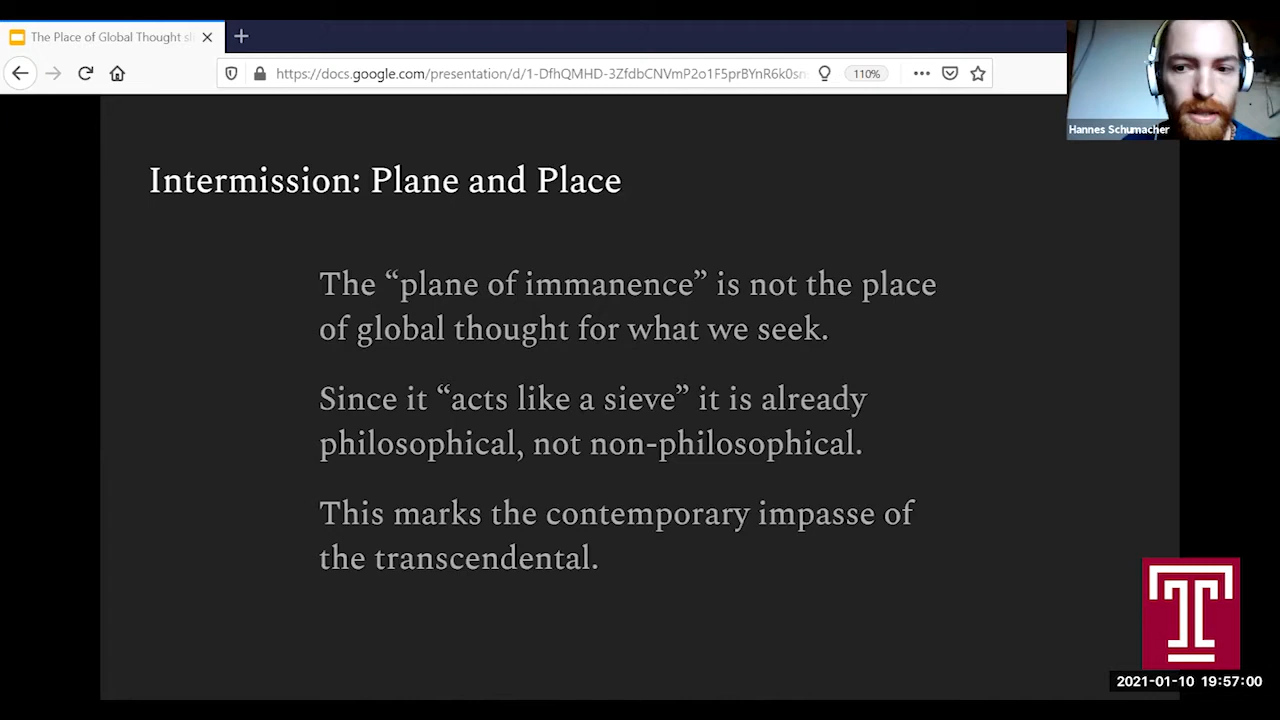 The Place of Global Thought sl
https://docs.google.com/presentation/d/1-DfhQMHD-3ZfdbCNVmP2o1F5prBYnR6k0sn
110%
Hannes Schumacher
Intermission: Plane and Place
The “plane of immanence” is not the place
of global thought for what we seek.
Since it “acts like a sieve” it is already
philosophical, not non-philosophical.
This marks the contemporary impasse of
the transcendental.
T
2021-01-10 19:57:00